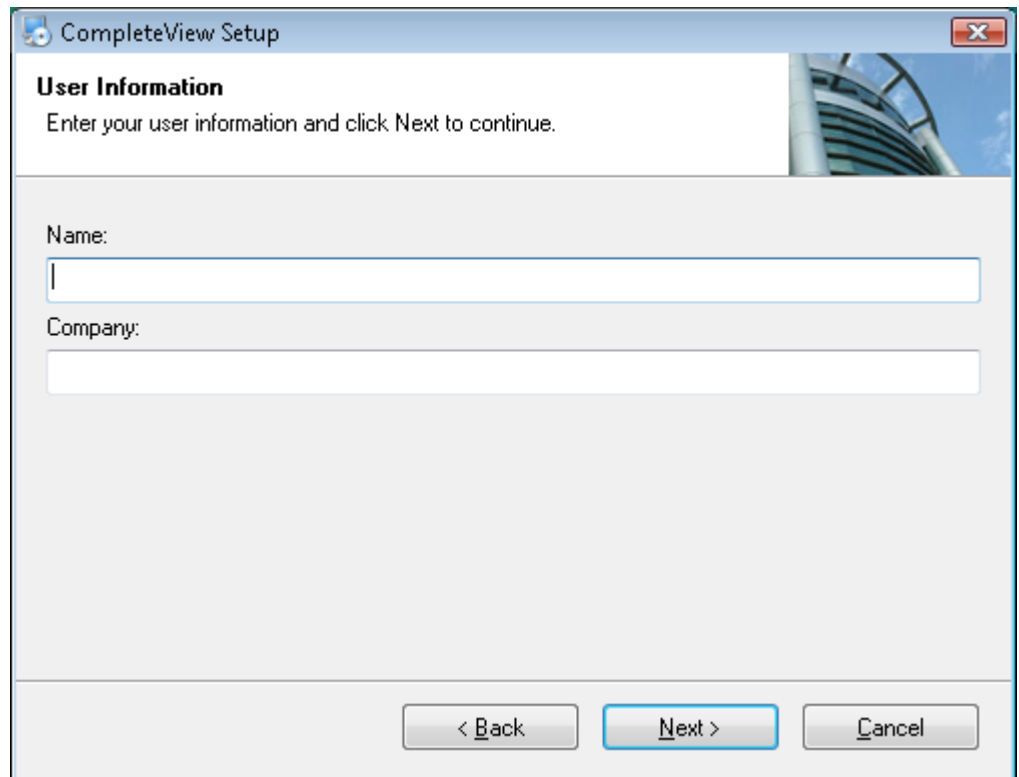 CompleteView Setup
User Information
Enter your user information and click Next to continue.
Name:
Company:
< Back
Next >
Cancel